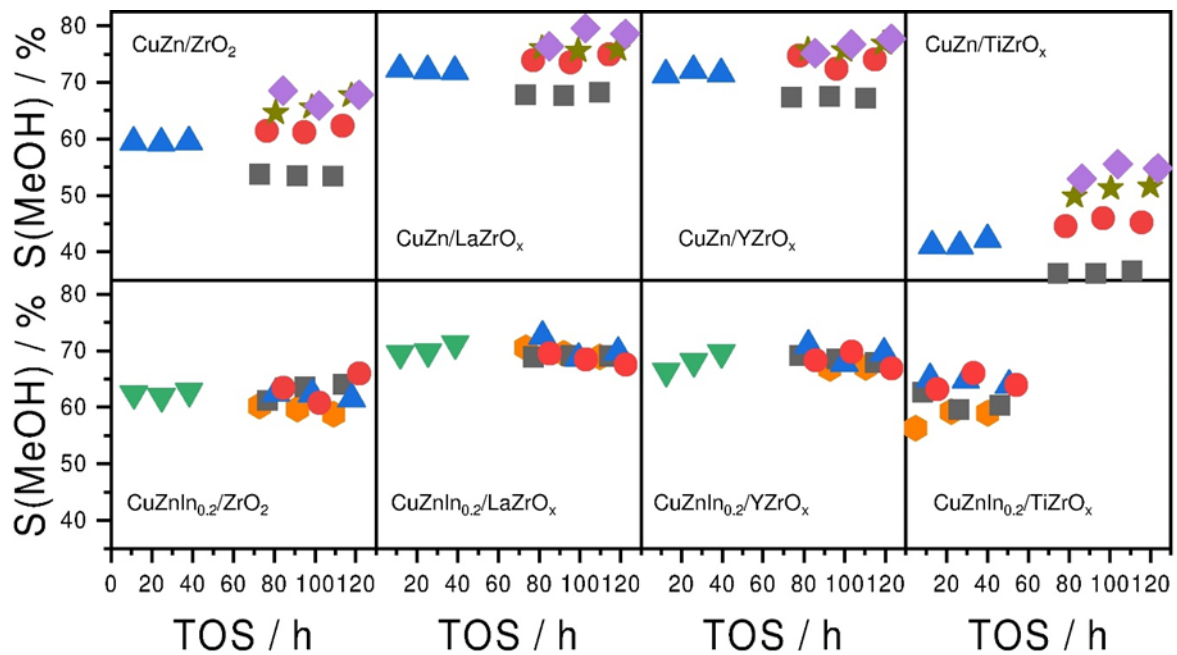 S(MeOH) / %
80
70
60
50
40
CuZn/ZrO₂
CuZn/LaZrOₓ
CuZn/YZrOₓ
CuZn/TiZrOₓ
S(MeOH) / %
80
70
60
50
40
CuZnIn₀.₂/ZrO₂
CuZnIn₀.₂/LaZrOₓ
CuZnIn₀.₂/YZrOₓ
CuZnIn₀.₂/TiZrOₓ
0 20 40 60 80 100 120 20 40 60 80 100 120 20 40 60 80 100 120 20 40 60 80 100 120
TOS / h TOS / h TOS / h TOS / h